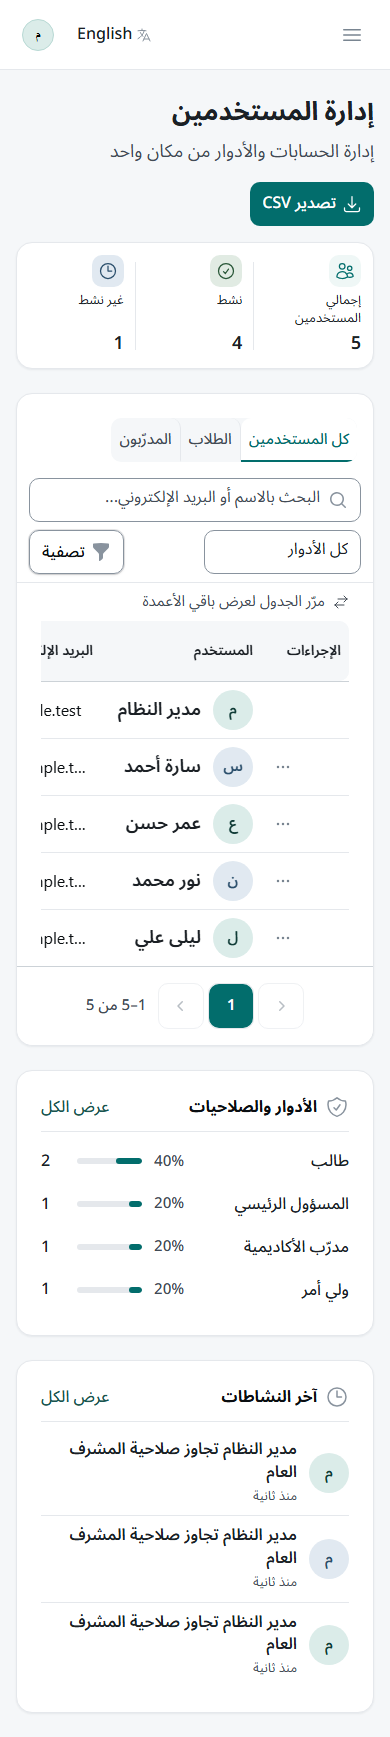 English
م
إدارة المستخدمين
إدارة الحسابات والأدوار من مكان واحد
تصدير CSV
إجمالي المستخدمين
5
نشط
4
غير نشط
1
كل المستخدمين
الطلاب
المدرّبون
البحث بالاسم أو البريد الإلكتروني...
كل الأدوار
تصفية
مرّر الجدول لعرض باقي الأعمدة
الإجراءات المستخدم البريد
م مدير النظام le.test
... س سارة أحمد
... ع عمر حسن
... ن نور محمد
... ل ليلى علي
1
1–5 من 5
الأدوار والصلاحيات
عرض الكل
طالب 40% 2
المسؤول الرئيسي 20% 1
مدرّب الأكاديمية 20% 1
ولي أمر 20% 1
آخر النشاطات
عرض الكل
م
مدير النظام تجاوز صلاحية المشرف
العام
منذ ثانية
م
مدير النظام تجاوز صلاحية المشرف
العام
منذ ثانية
م
مدير النظام تجاوز صلاحية المشرف
العام
منذ ثانية